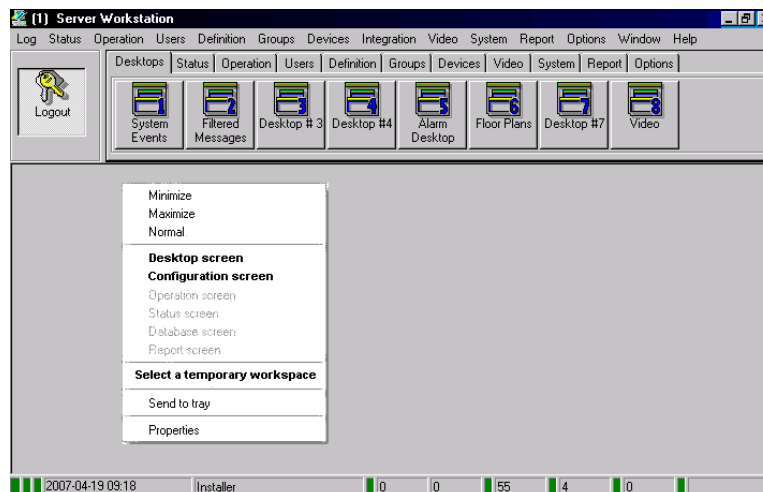 (1) Server Workstation
Log Status Operation Users Definition Groups Devices Integration Video System Report Options Window Help
Desktops Status Operation Users Definition Groups Devices Video System Report Options
Logout
1 2 3 4 5 6 7 8
System Events
Filtered Messages
Desktop # 3
Desktop #4
Alarm Desktop
Floor Plans
Desktop #7
Video
Minimize
Maximize
Normal
Desktop screen
Configuration screen
Operation screen
Status screen
Database screen
Report screen
Select a temporary workspace
Send to tray
Properties
2007-04-19 09:18 Installer 0 0 55 4 0